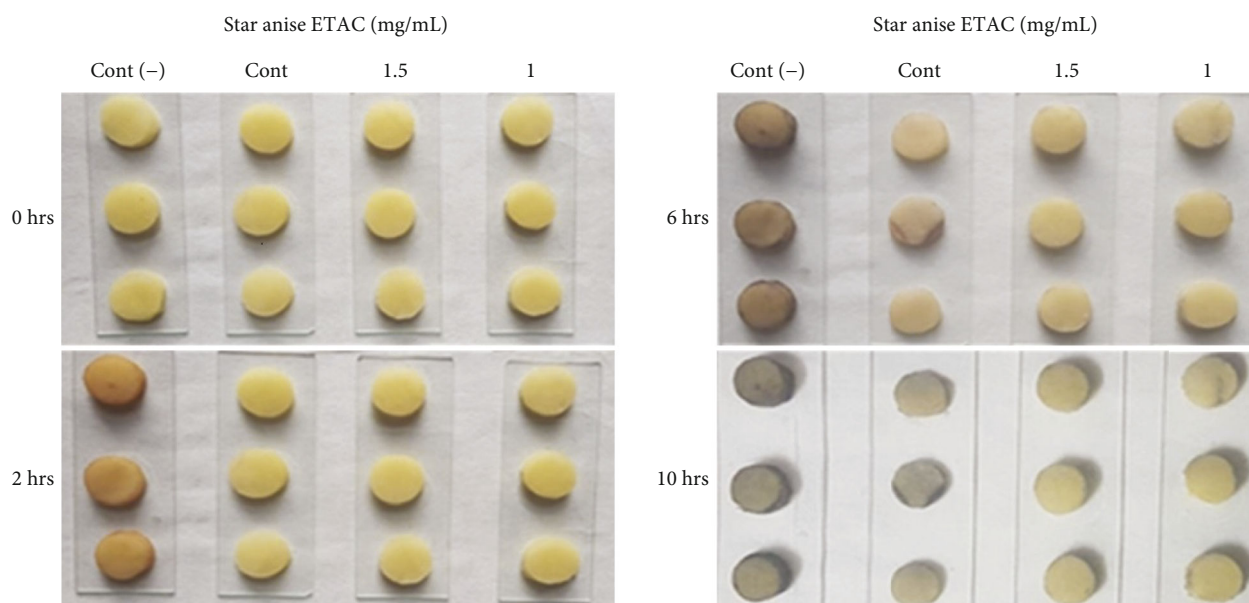 Star anise ETAC (mg/mL)
Cont (−) Cont 1.5 1
0 hrs
2 hrs
Star anise ETAC (mg/mL)
Cont (−) Cont 1.5 1
6 hrs
10 hrs